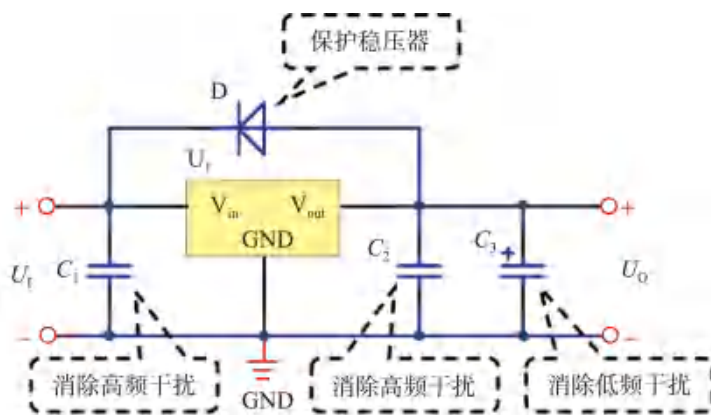 保护稳压器
D
U_r
+
V_in
V_out
+
GND
C_1
C_2
C_3
+
U_I
U_O
−
−
消除高频干扰
GND
消除高频干扰
消除低频干扰